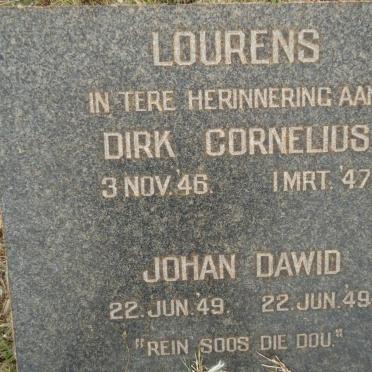 LOURENS
IN TERE HERINNERING AAN
DIRK CORNELIUS
3 NOV. '46. 1 MRT. '47
JOHAN DAWID
22. JUN. '49. 22. JUN. '49
"REIN SOOS DIE DOU."